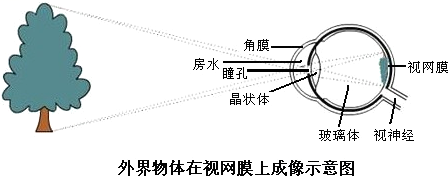 角膜
房水
瞳孔
晶状体
视网膜
玻璃体
视神经
外界物体在视网膜上成像示意图